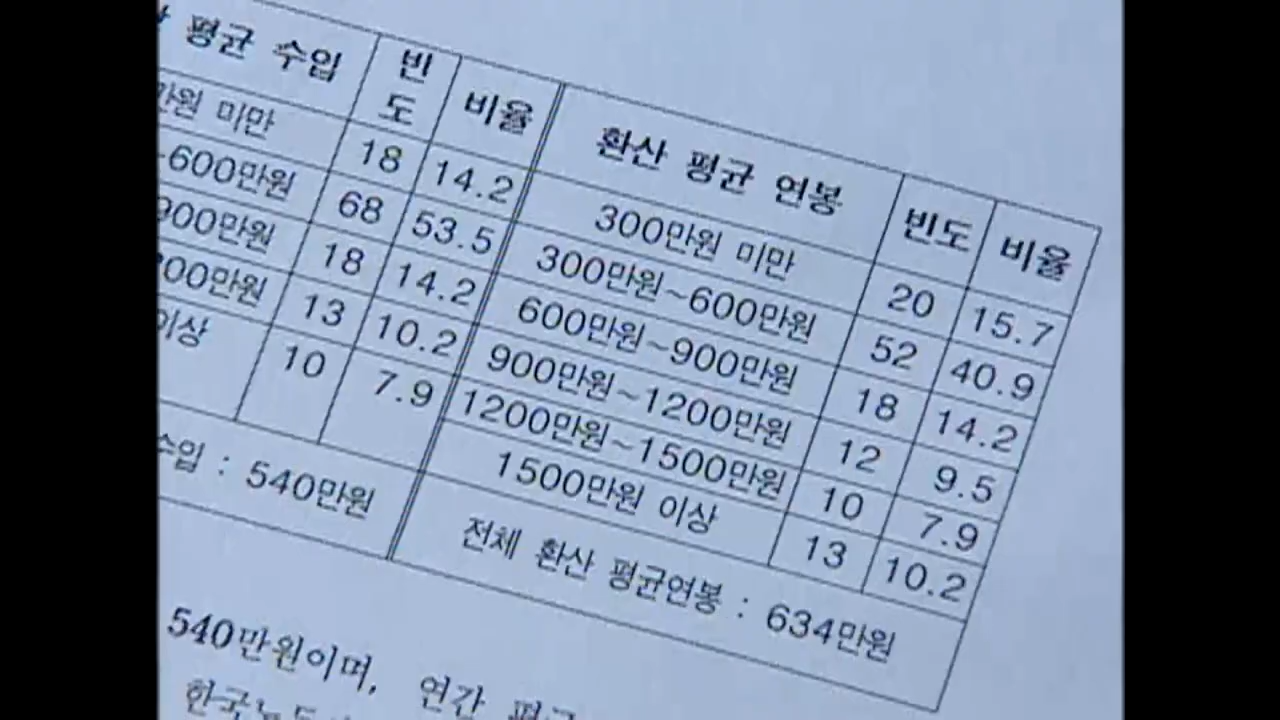 평균 수입 빈도 비율 환산 평균 연봉 빈도 비율
만원 미만 18 14.2 300만원 미만 20 15.7
~600만원 68 53.5 300만원~600만원 52 40.9
900만원 18 14.2 600만원~900만원 18 14.2
00만원 13 10.2 900만원~1200만원 12 9.5
이상 10 7.9 1200만원~1500만원 10 7.9
1500만원 이상 13 10.2
수입 : 540만원 전체 환산 평균연봉 : 634만원
540만원이며, 연간 평균
한국노동